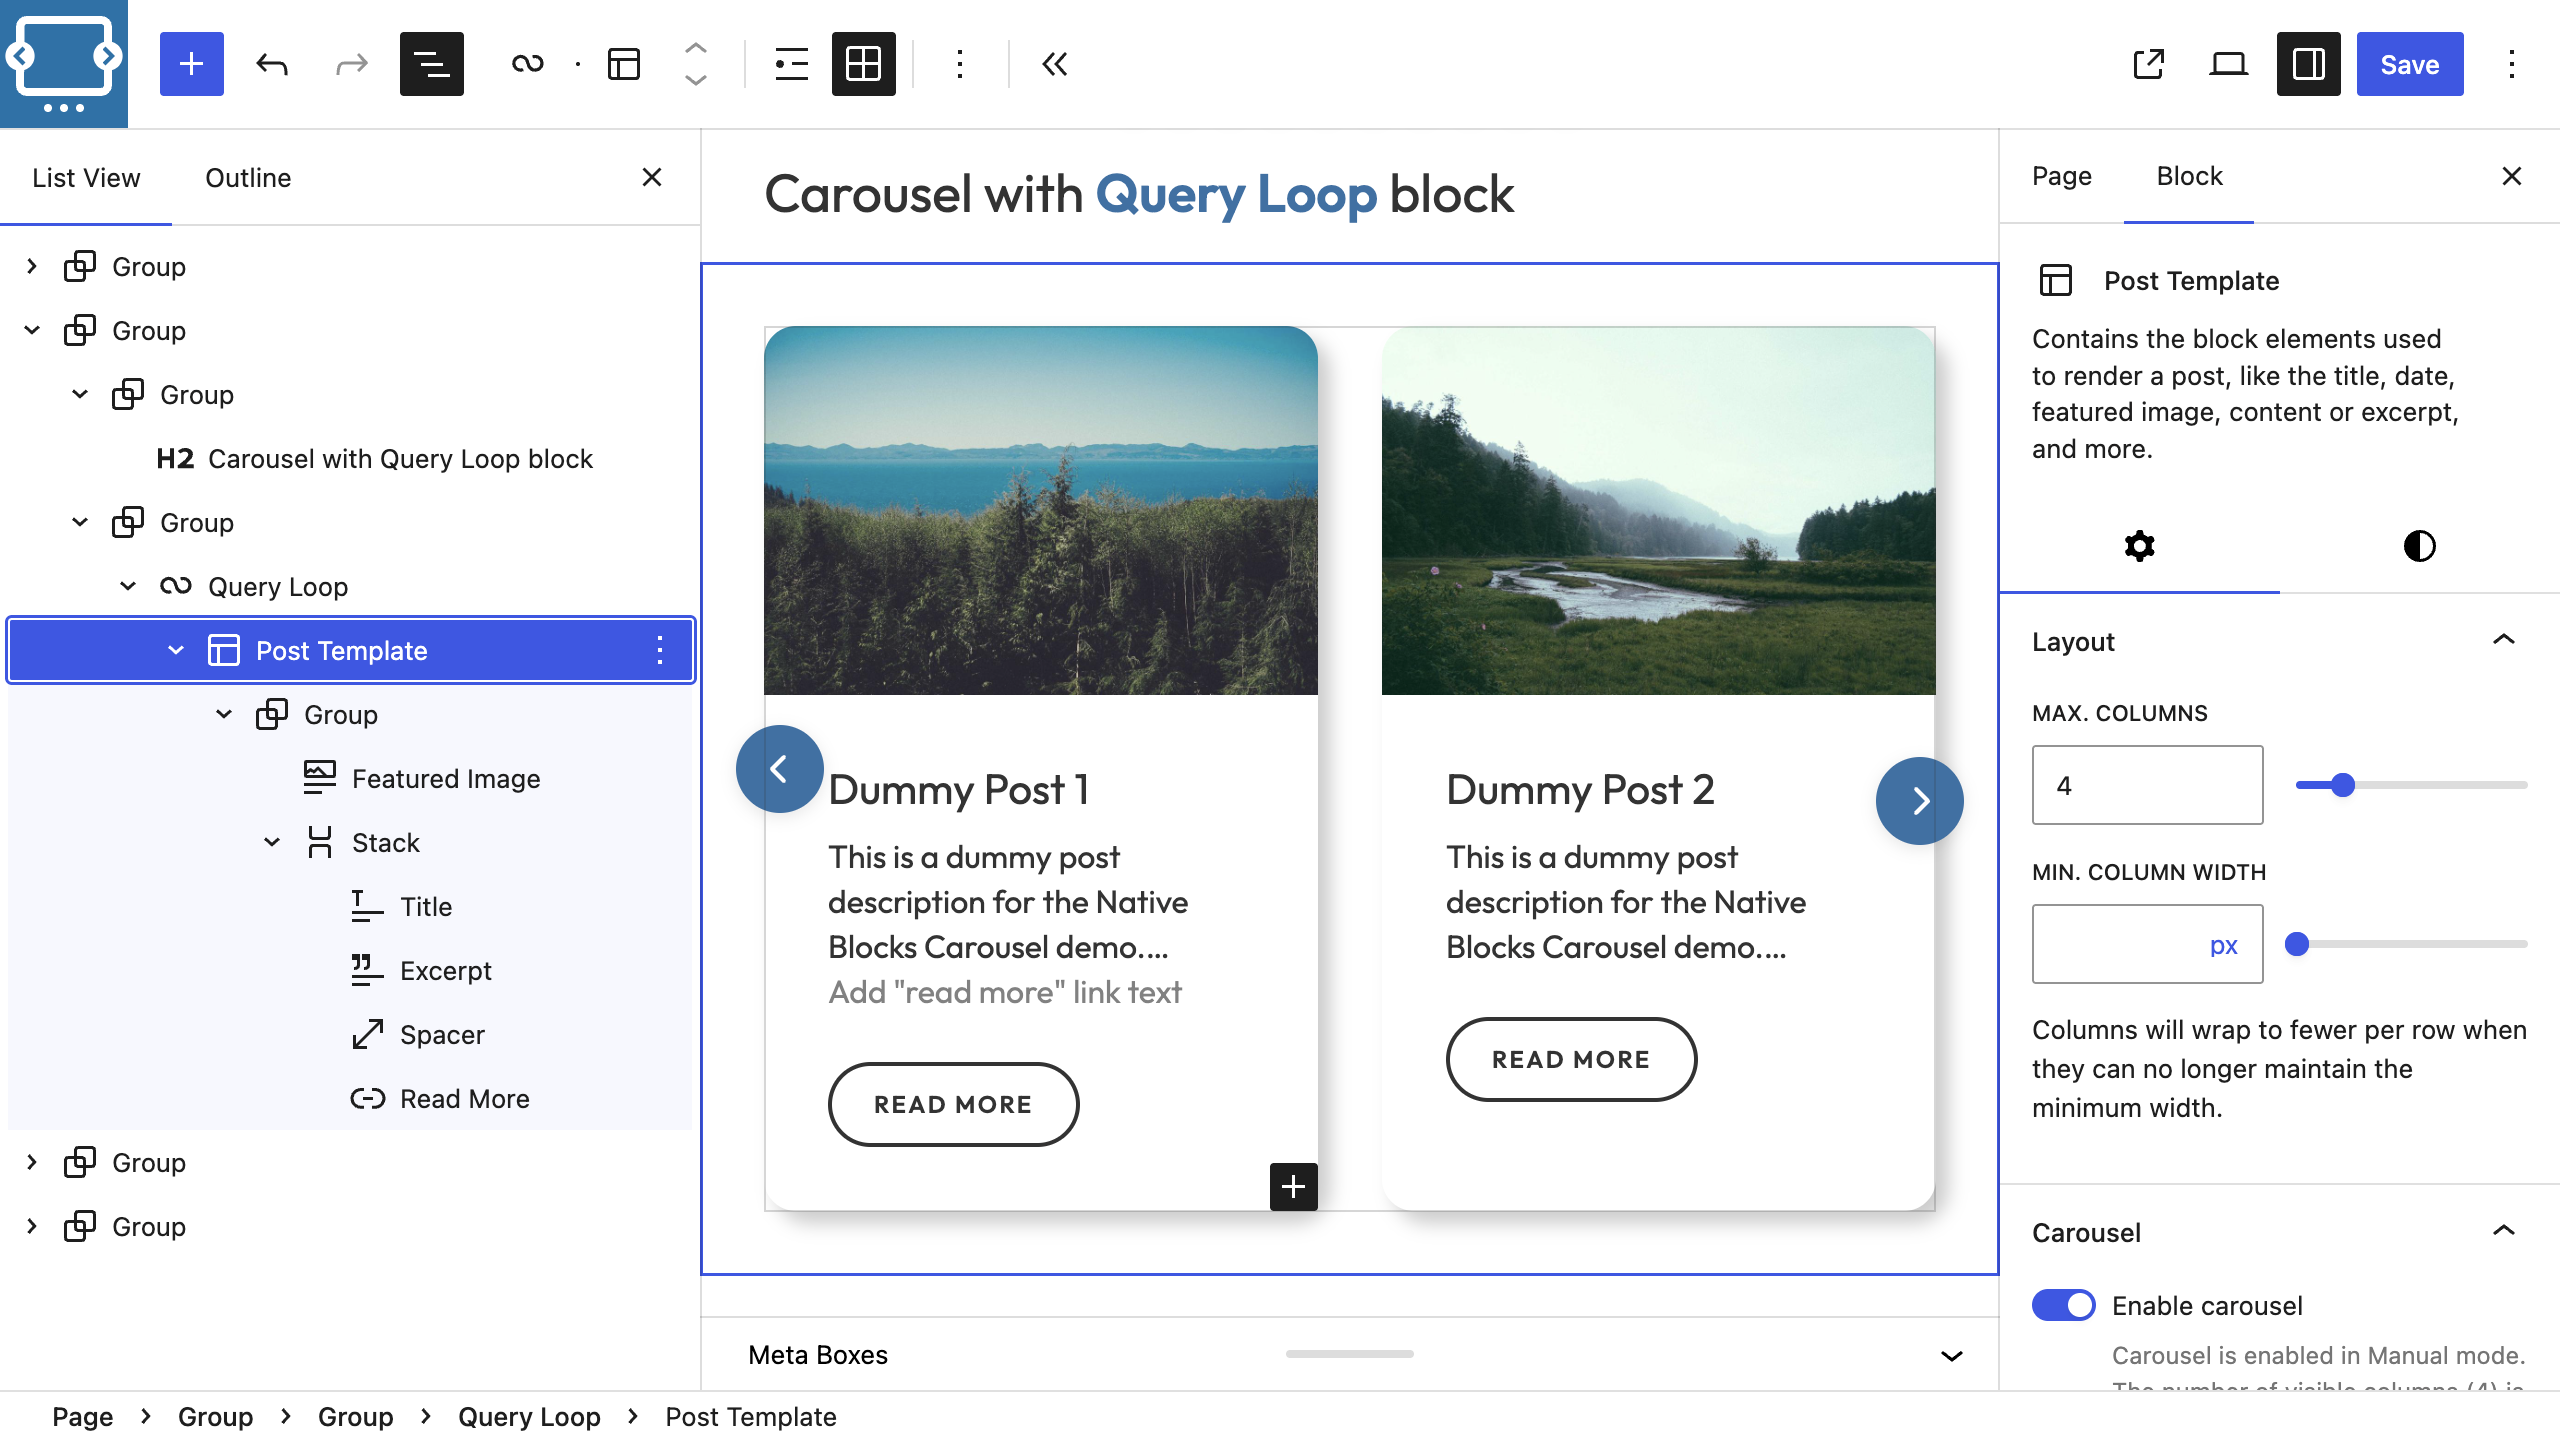 Save
List View
Outline
Group
Group
Group
H2 Carousel with Query Loop block
Group
Query Loop
Post Template
Group
Featured Image
Stack
Title
Excerpt
Spacer
Read More
Group
Group
Carousel with Query Loop block
Dummy Post 1
This is a dummy post
description for the Native
Blocks Carousel demo.…
Add "read more" link text
READ MORE
Dummy Post 2
This is a dummy post
description for the Native
Blocks Carousel demo.…
READ MORE
Meta Boxes
Page
Block
Post Template
Contains the block elements used
to render a post, like the title, date,
featured image, content or excerpt,
and more.
Layout
MAX. COLUMNS
4
MIN. COLUMN WIDTH
px
Columns will wrap to fewer per row when
they can no longer maintain the
minimum width.
Carousel
Enable carousel
Carousel is enabled in Manual mode.
The number of visible columns (4) is
Page > Group > Group > Query Loop > Post Template